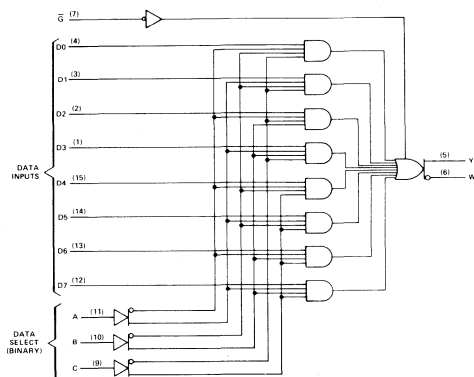 G (7)
D0 (4)
D1 (3)
D2 (2)
D3 (1)
D4 (15)
D5 (14)
D6 (13)
D7 (12)
DATA
INPUTS
(5) Y
(6) W
A (11)
B (10)
C (9)
DATA
SELECT
(BINARY)